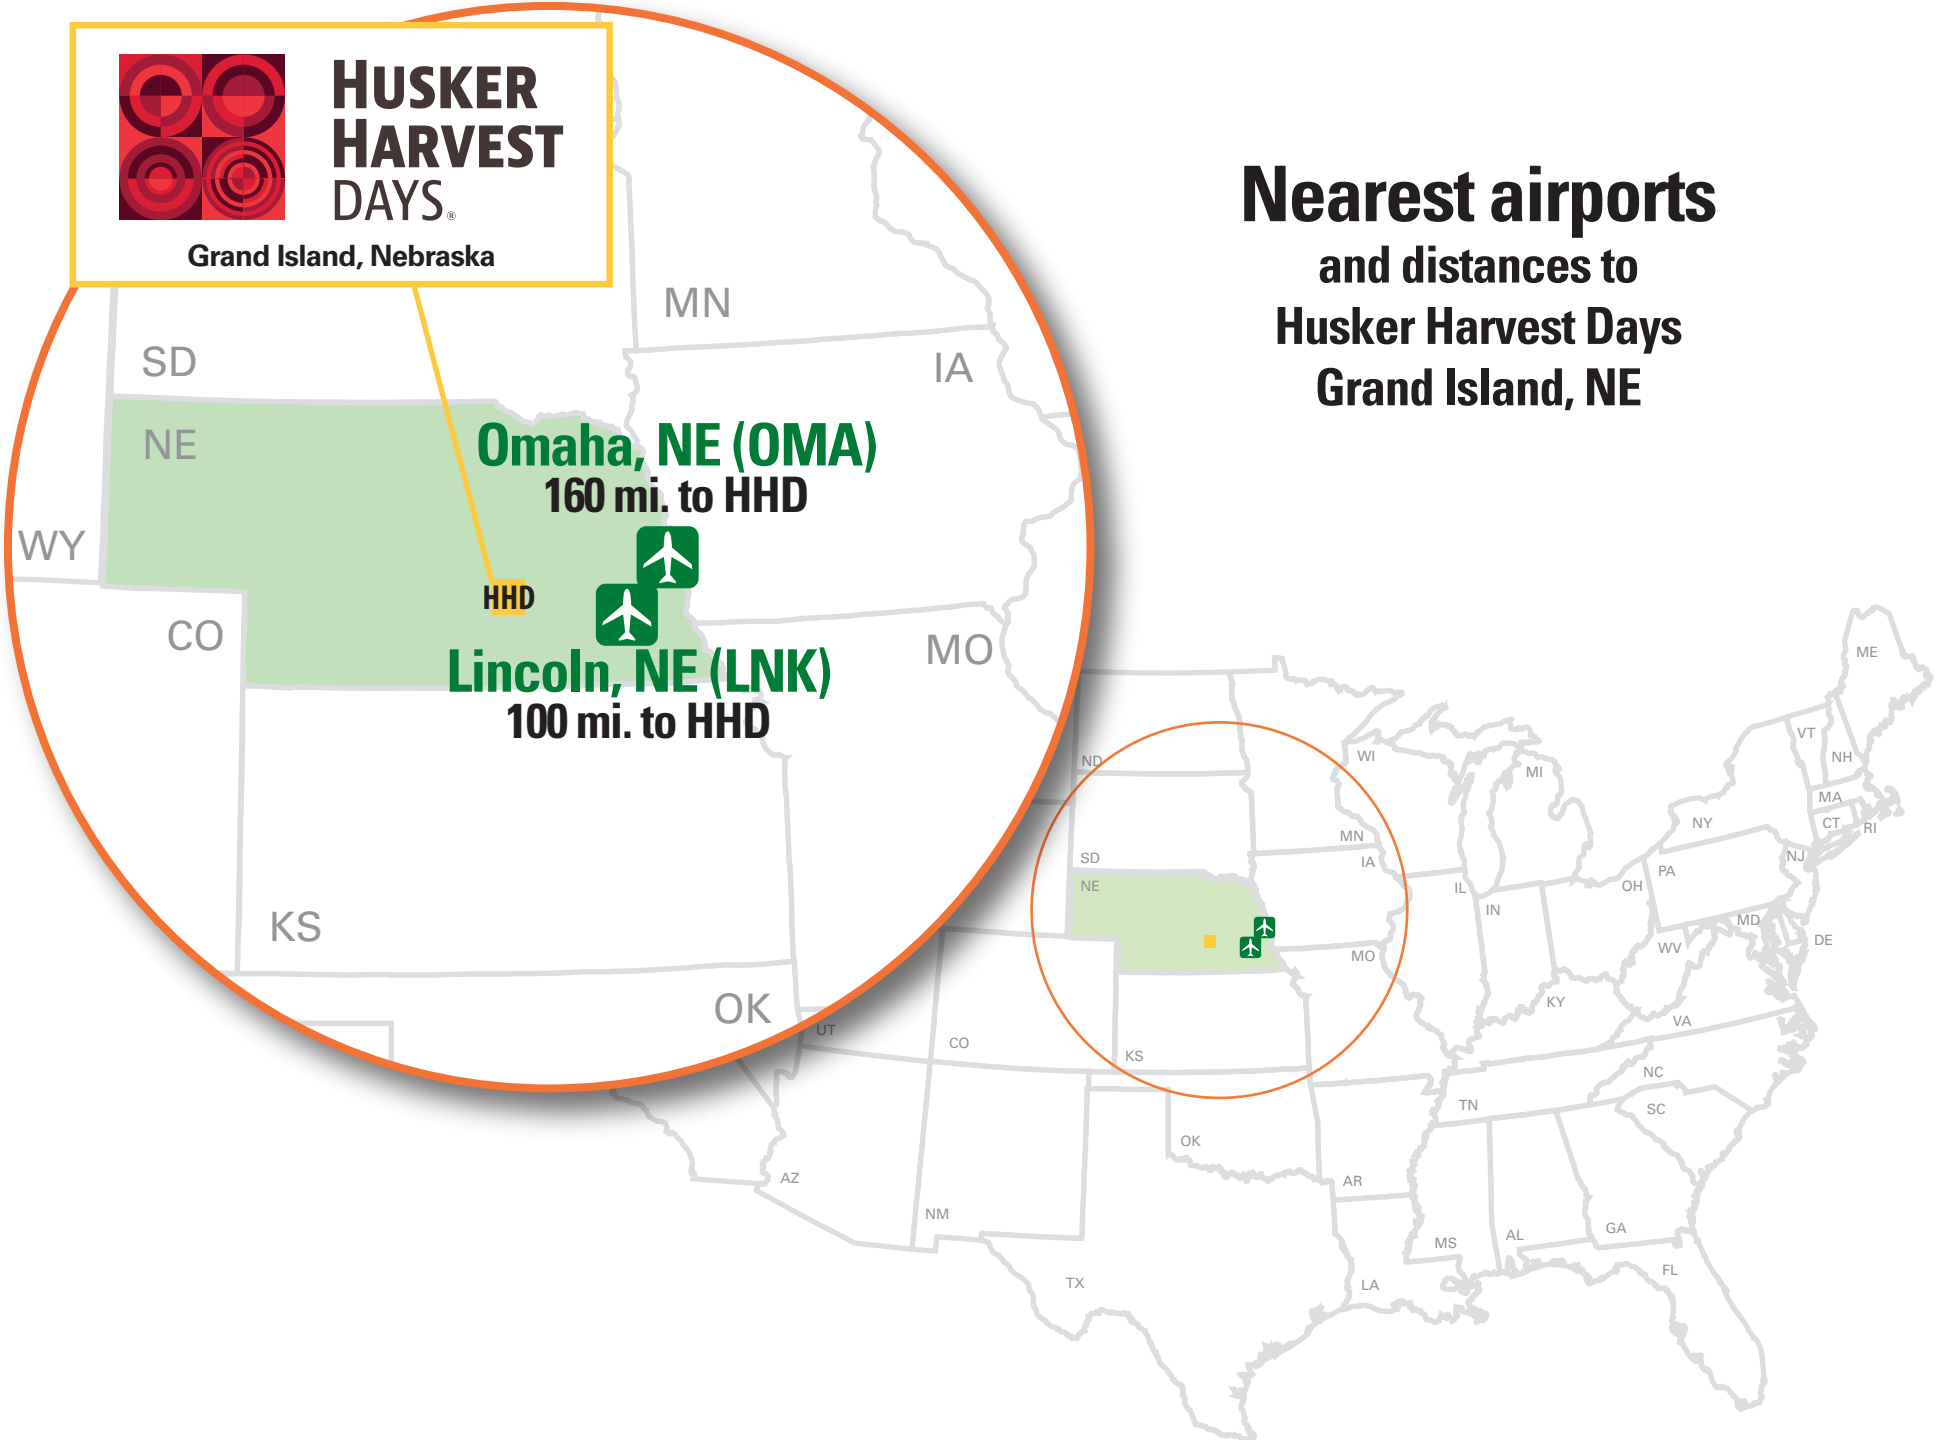 HUSKER
HARVEST
DAYS®
Grand Island, Nebraska
Nearest airports
and distances to
Husker Harvest Days
Grand Island, NE
MN
SD
IA
NE
Omaha, NE (OMA)
160 mi. to HHD
WY
HHD
CO
MO
Lincoln, NE (LNK)
100 mi. to HHD
KS
OK
ME
VT
NH
ND
WI
MI
MA
CT
RI
NY
MN
SD
IA
NJ
PA
NE
IL
OH
IN
MD
DE
WV
MO
KY
VA
UT
CO
KS
NC
TN
SC
OK
AZ
AR
NM
GA
AL
MS
FL
TX
LA